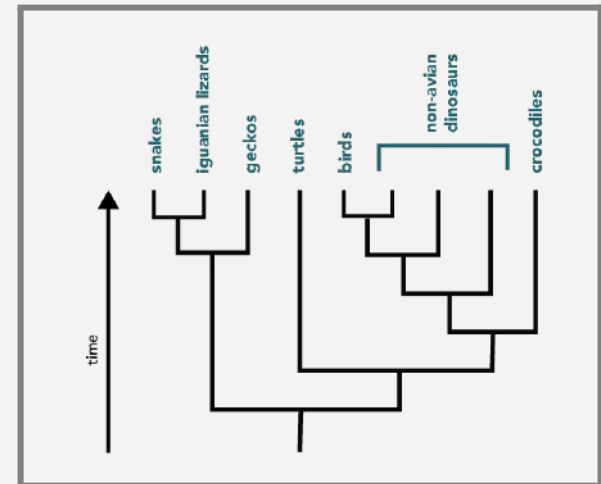 snakes
iguanian lizards
geckos
turtles
birds
non-avian
dinosaurs
crocodiles
time